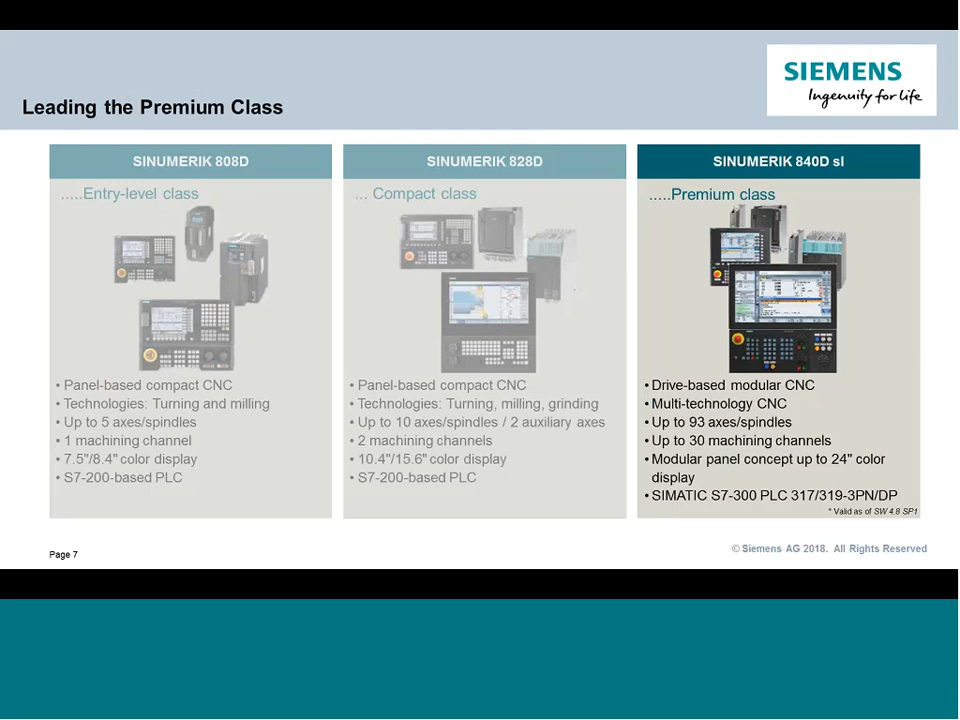 SIEMENS
Ingenuity for life
Leading the Premium Class
SINUMERIK 808D
.....Entry-level class
• Panel-based compact CNC
• Technologies: Turning and milling
• Up to 5 axes/spindles
• 1 machining channel
• 7.5"/8.4" color display
• S7-200-based PLC
SINUMERIK 828D
... Compact class
• Panel-based compact CNC
• Technologies: Turning, milling, grinding
• Up to 10 axes/spindles / 2 auxiliary axes
• 2 machining channels
• 10.4"/15.6" color display
• S7-200-based PLC
SINUMERIK 840D sl
.....Premium class
• Drive-based modular CNC
• Multi-technology CNC
• Up to 93 axes/spindles
• Up to 30 machining channels
• Modular panel concept up to 24" color
display
• SIMATIC S7-300 PLC 317/319-3PN/DP
* Valid as of SW 4.8 SP1
Page 7
© Siemens AG 2018. All Rights Reserved